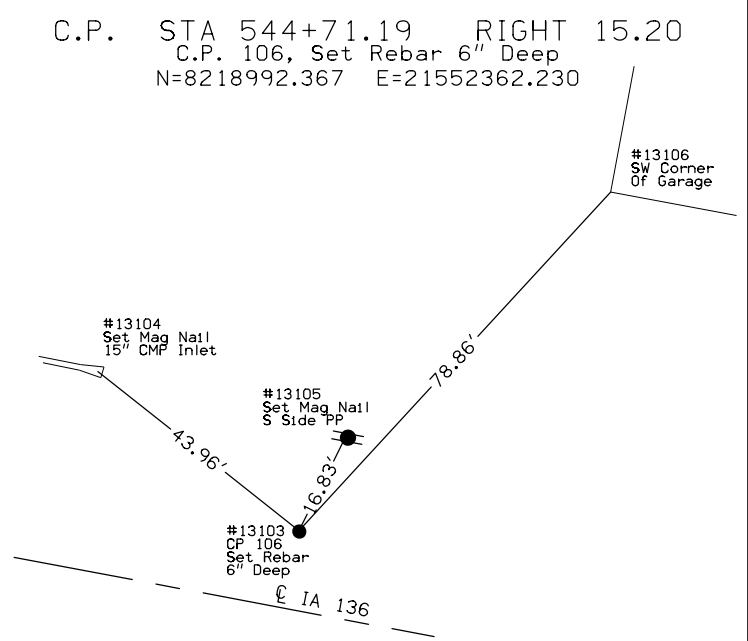 C.P. STA 544+71.19 RIGHT 15.20
C.P. 106, Set Rebar 6" Deep
N=8218992.367 E=21552362.230
#13106
SW Corner
Of Garage
#13104
Set Mag Nail
15" CMP Inlet
78.86'
#13105
Set Mag Nail
S Side PP
43.96'
16.83'
#13103
CP 106
Set Rebar
6" Deep
℄ IA 136